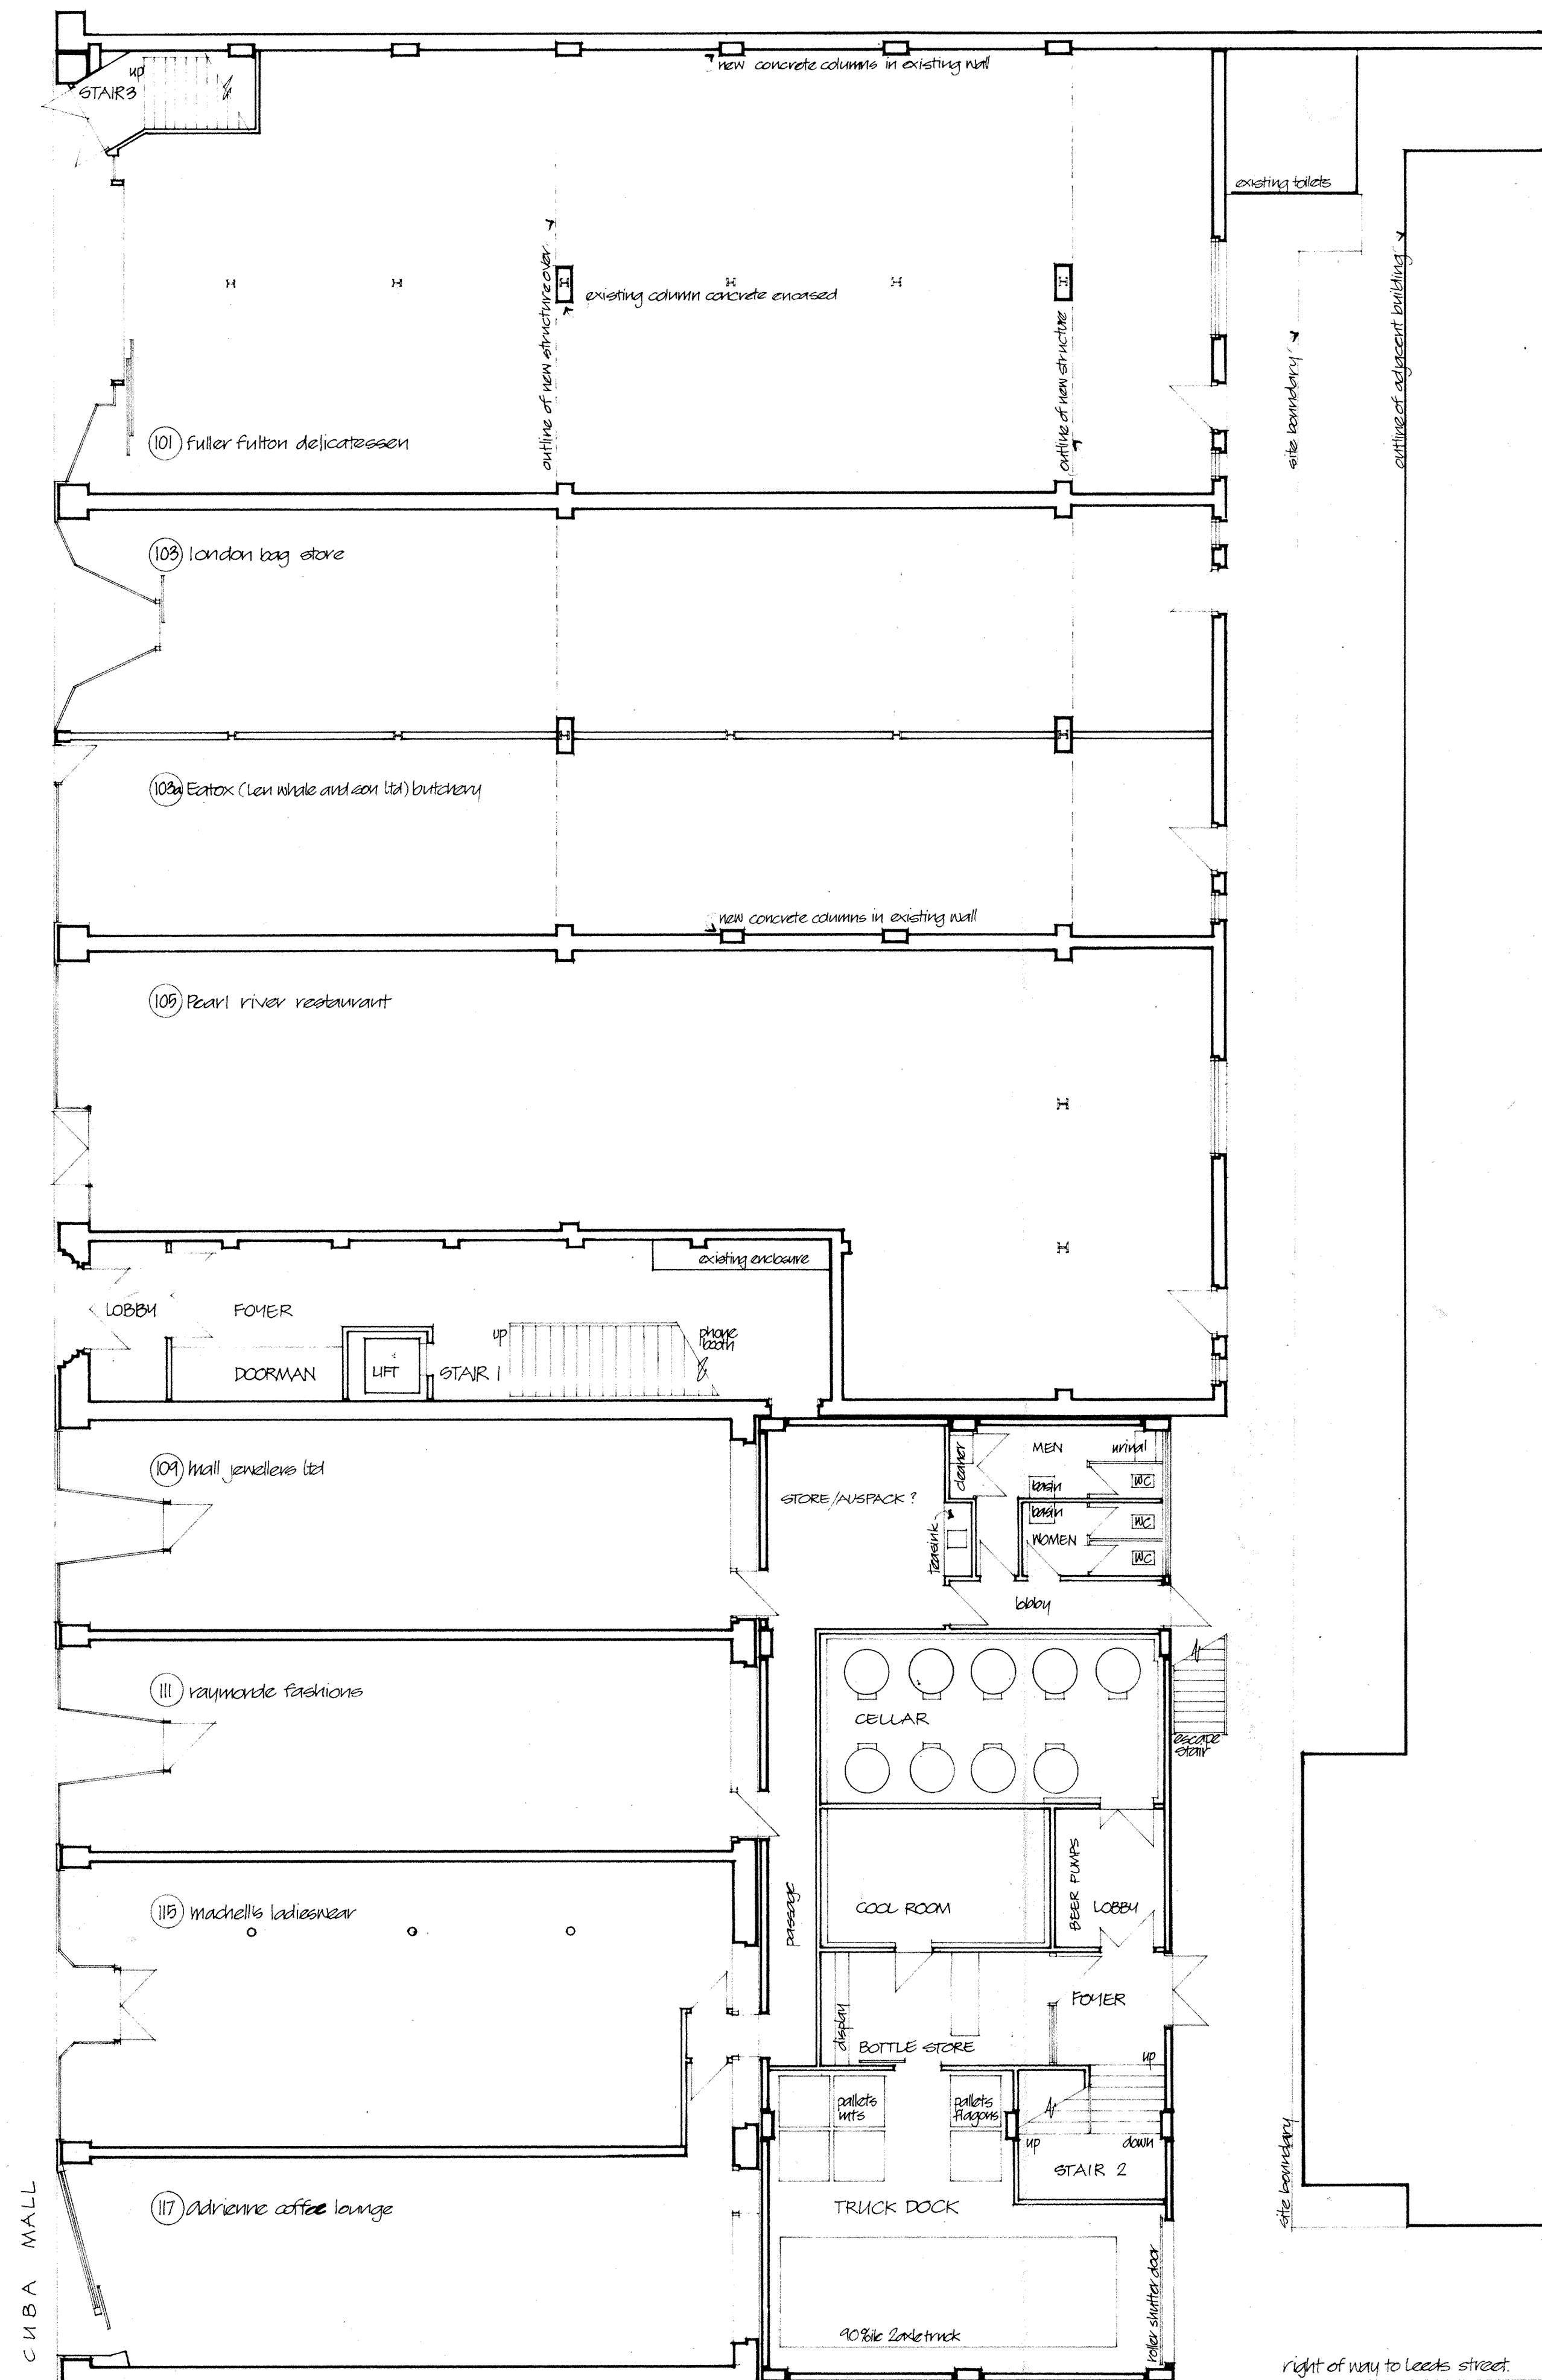 new concrete columns in existing wall
up
STAIR3
existing toilets
outline of new structure over
existing column concrete encased
outline of new structure
site boundary
outline of adjacent building
101 fuller fulton delicatessen
103 london bag store
103a Eatox (Len whale and son ltd) butchery
new concrete columns in existing wall
105 Pearl river restaurant
existing enclosure
LOBBY
FOYER
up
phone
booth
DOORMAN
LIFT
STAIR 1
109 mall jewellers ltd
cleaner
MEN
urinal
basin
WC
STORE/AUSPACK?
teasink
basin
WC
WOMEN
WC
lobby
111 raymonde fashions
CELLAR
escape
stair
passage
COOL ROOM
BEER PUMPS
LOBBY
115 machell's ladieswear
FOYER
display
BOTTLE STORE
up
pallets
mts
pallets
flagons
up
down
STAIR 2
117 adrienne coffee lounge
TRUCK DOCK
site boundary
CUBA MALL
roller shutter door
90%ile 2axle truck
right of way to Leeds street.